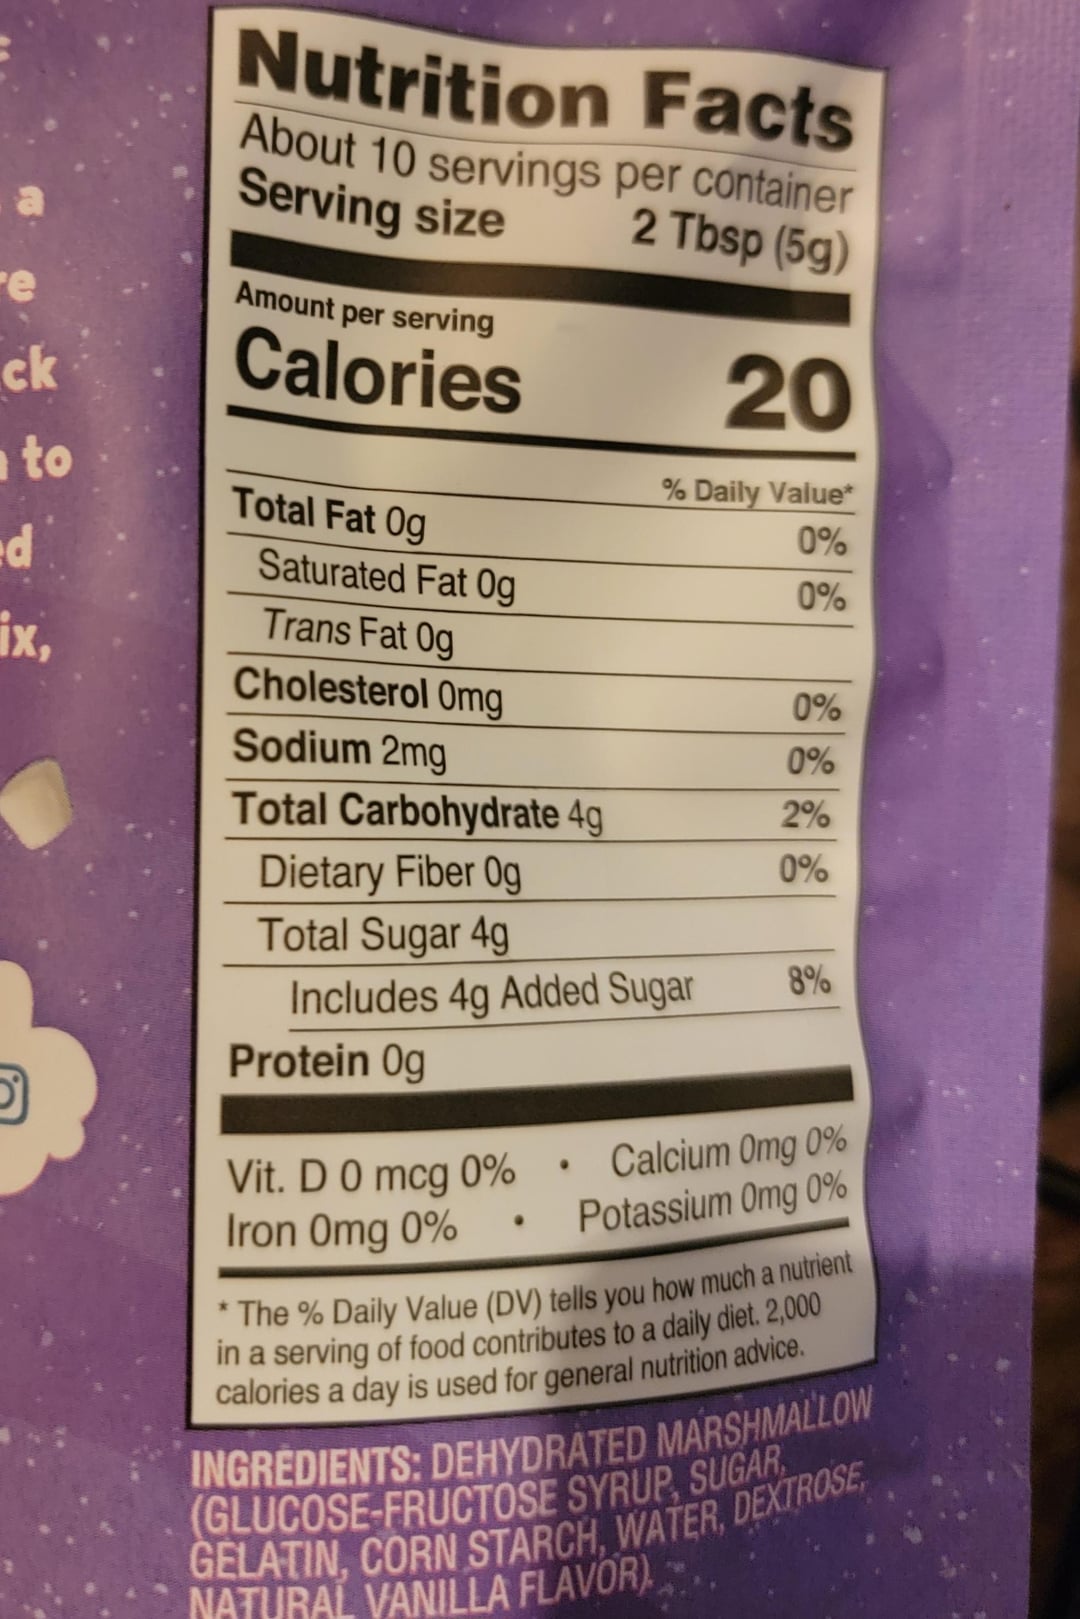 Nutrition Facts
About 10 servings per container
Serving size 2 Tbsp (5g)
Amount per serving
Calories 20
% Daily Value*
Total Fat 0g 0%
Saturated Fat 0g 0%
Trans Fat 0g
Cholesterol 0mg 0%
Sodium 2mg 0%
Total Carbohydrate 4g 2%
Dietary Fiber 0g 0%
Total Sugar 4g
Includes 4g Added Sugar 8%
Protein 0g
Vit. D 0 mcg 0% • Calcium 0mg 0%
Iron 0mg 0% • Potassium 0mg 0%
* The % Daily Value (DV) tells you how much a nutrient
in a serving of food contributes to a daily diet. 2,000
calories a day is used for general nutrition advice.
INGREDIENTS: DEHYDRATED MARSHMALLOW
(GLUCOSE-FRUCTOSE SYRUP, SUGAR,
GELATIN, CORN STARCH, WATER, DEXTROSE,
NATURAL VANILLA FLAVOR).
a
re
ck
to
ed
ix,